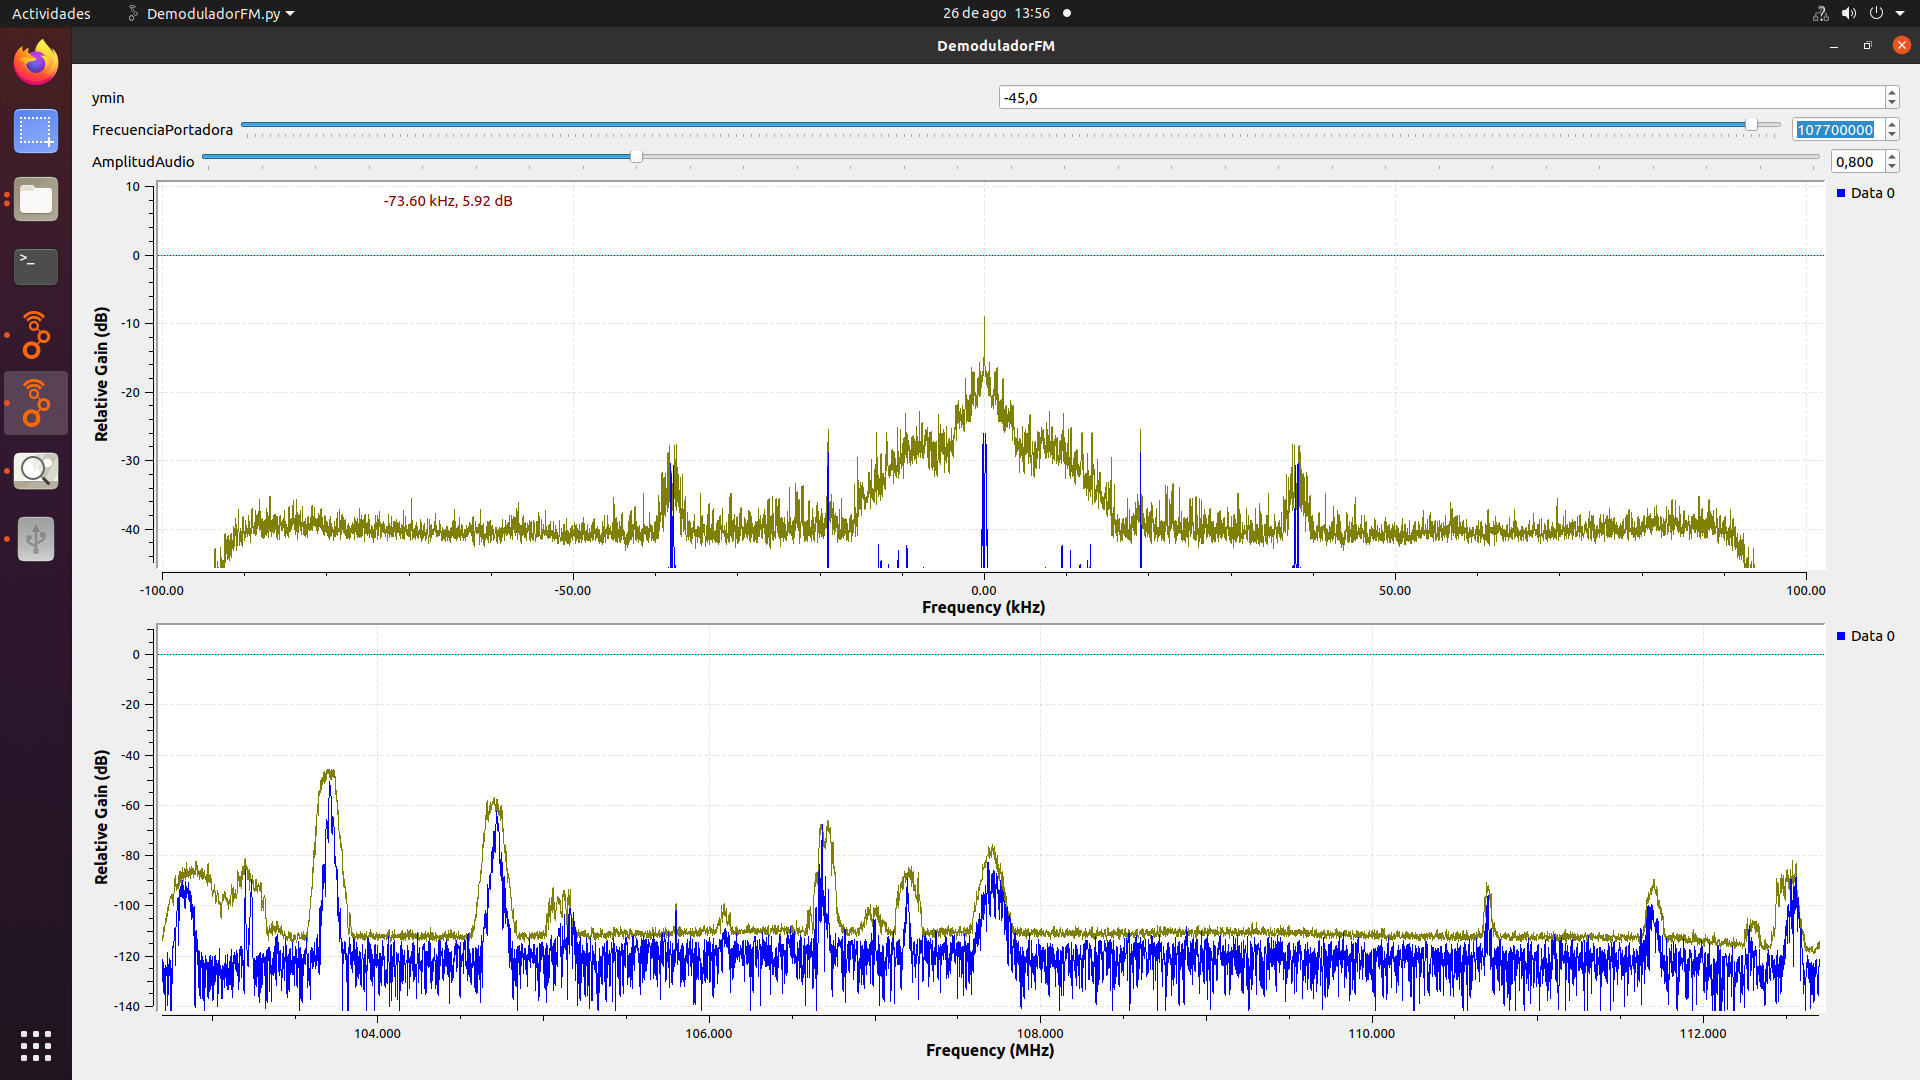 Actividades DemoduladorFM.py 26 de ago 13:56
DemoduladorFM
ymin -45,0
FrecuenciaPortadora 107700000
AmplitudAudio 0,800
-73.60 kHz, 5.92 dB
Data 0
Relative Gain (dB)
10
0
-10
-20
-30
-40
-100.00 -50.00 0.00 50.00 100.00
Frequency (kHz)
Data 0
Relative Gain (dB)
0
-20
-40
-60
-80
-100
-120
-140
104.000 106.000 108.000 110.000 112.000
Frequency (MHz)